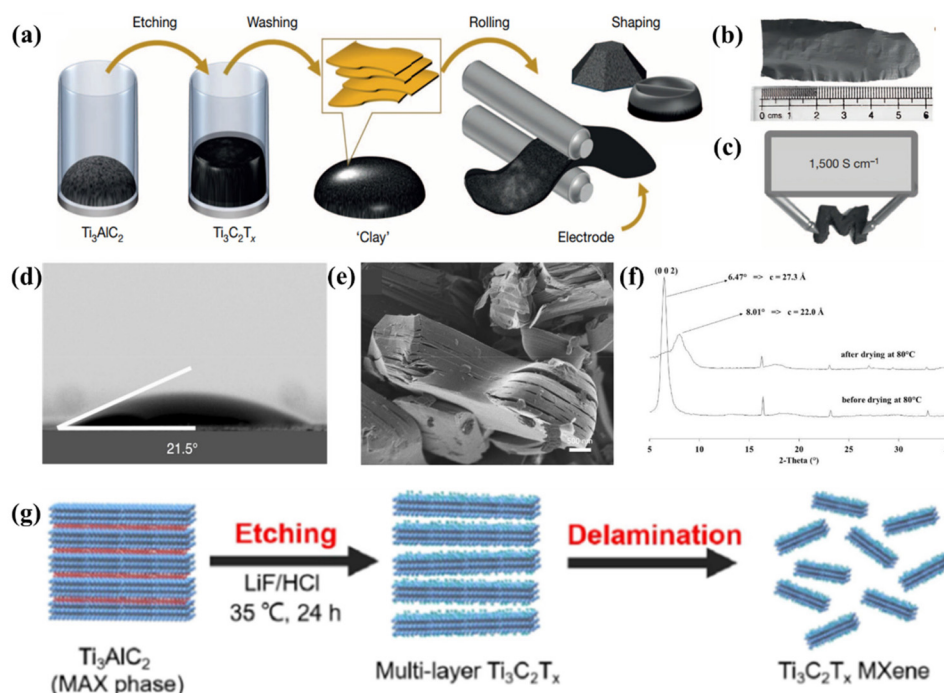 (a)
Etching
Washing
Rolling
Shaping
Ti₃AlC₂
Ti₃C₂Tₓ
'Clay'
Electrode
(b)
0 cms 1 2 3 4 5 6
(c)
1,500 S cm⁻¹
(d)
21.5°
(e)
(f)
(0 0 2)
6.47° => c = 27.3 Å
8.01° => c = 22.0 Å
after drying at 80°C
before drying at 80°C
5 10 15 20 25 30
2-Theta (°)
(g)
Etching
LiF/HCl
35 ℃, 24 h
Delamination
Ti₃AlC₂
(MAX phase)
Multi-layer Ti₃C₂Tₓ
Ti₃C₂Tₓ MXene